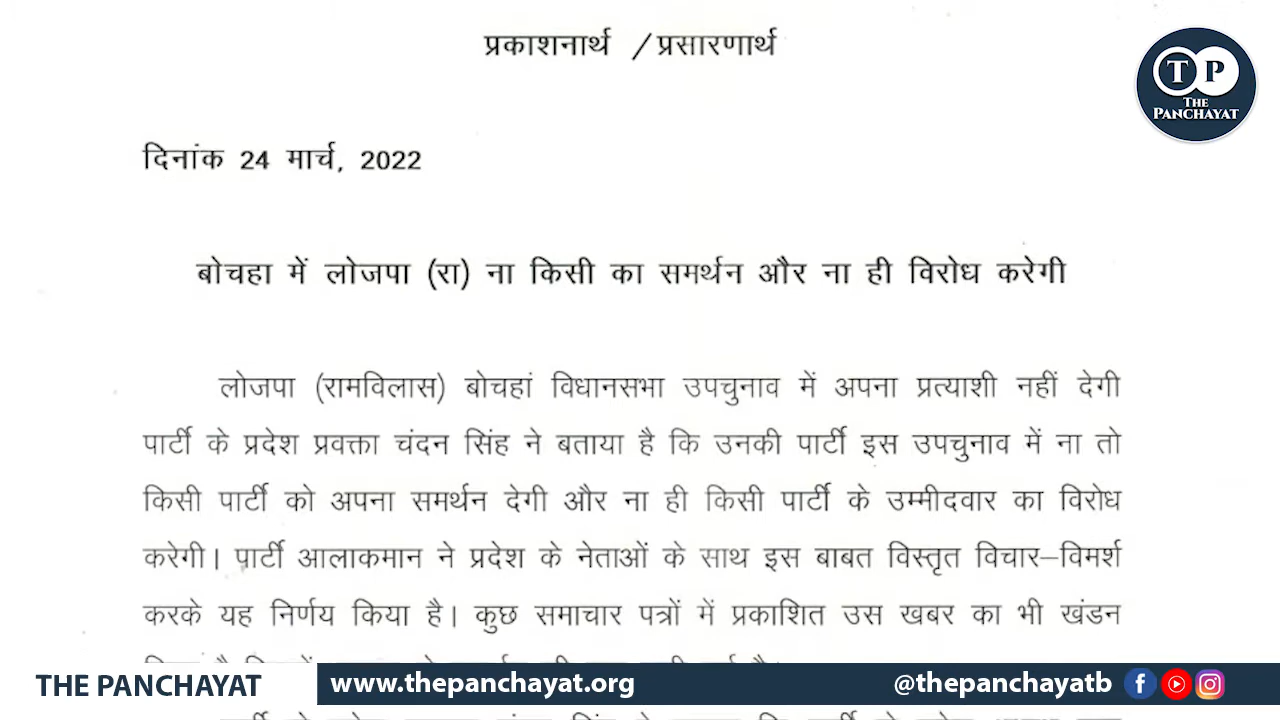 प्रकाशनार्थ / प्रसारणार्थ
T P
THE
PANCHAYAT
दिनांक 24 मार्च, 2022
बोचहा में लोजपा (रा) ना किसी का समर्थन और ना ही विरोध करेगी
लोजपा (रामविलास) बोचहां विधानसभा उपचुनाव में अपना प्रत्याशी नहीं देगी
पार्टी के प्रदेश प्रवक्ता चंदन सिंह ने बताया है कि उनकी पार्टी इस उपचुनाव में ना तो
किसी पार्टी को अपना समर्थन देगी और ना ही किसी पार्टी के उम्मीदवार का विरोध
करेगी। पार्टी आलाकमान ने प्रदेश के नेताओं के साथ इस बाबत विस्तृत विचार–विमर्श
करके यह निर्णय किया है। कुछ समाचार पत्रों में प्रकाशित उस खबर का भी खंडन
THE PANCHAYAT www.thepanchayat.org @thepanchayatb